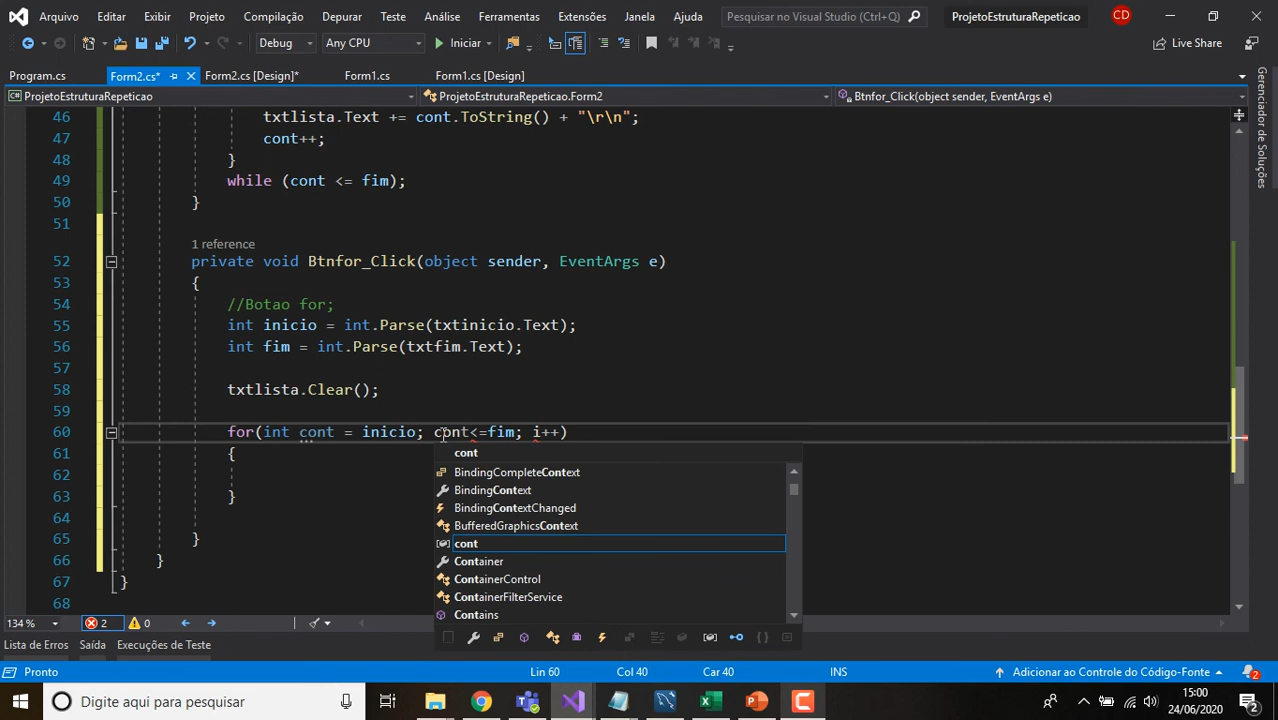 Arquivo Editar Exibir Projeto Compilação Depurar Teste Análise Ferramentas Extensões Janela Ajuda Pesquisar no Visual Studio (Ctrl+Q) ProjetoEstruturaRepeticao CD
Debug Any CPU Iniciar Live Share
Program.cs Form2.cs* Form2.cs [Design]* Form1.cs Form1.cs [Design]
ProjetoEstruturaRepeticao ProjetoEstruturaRepeticao.Form2 Btnfor_Click(object sender, EventArgs e)
Gerenciador de Soluções
46 txtlista.Text += cont.ToString() + "\r\n";
47 cont++;
48 }
49 while (cont <= fim);
50 }
51
1 reference
52 private void Btnfor_Click(object sender, EventArgs e)
53 {
54 //Botao for;
55 int inicio = int.Parse(txtinicio.Text);
56 int fim = int.Parse(txtfim.Text);
57
58 txtlista.Clear();
59
60 for(int cont = inicio; cont<=fim; i++)
61 {
62
63 }
64
65 }
66 }
67 }
68
cont
BindingCompleteContext
BindingContext
BindingContextChanged
BufferedGraphicsContext
cont
Container
ContainerControl
ContainerFilterService
Contains
134 % 2 0
Lista de Erros Saída Execuções de Teste
Pronto Lin 60 Col 40 Car 40 INS Adicionar ao Controle do Código-Fonte 2
Digite aqui para pesquisar 15:00
24/06/2020 2